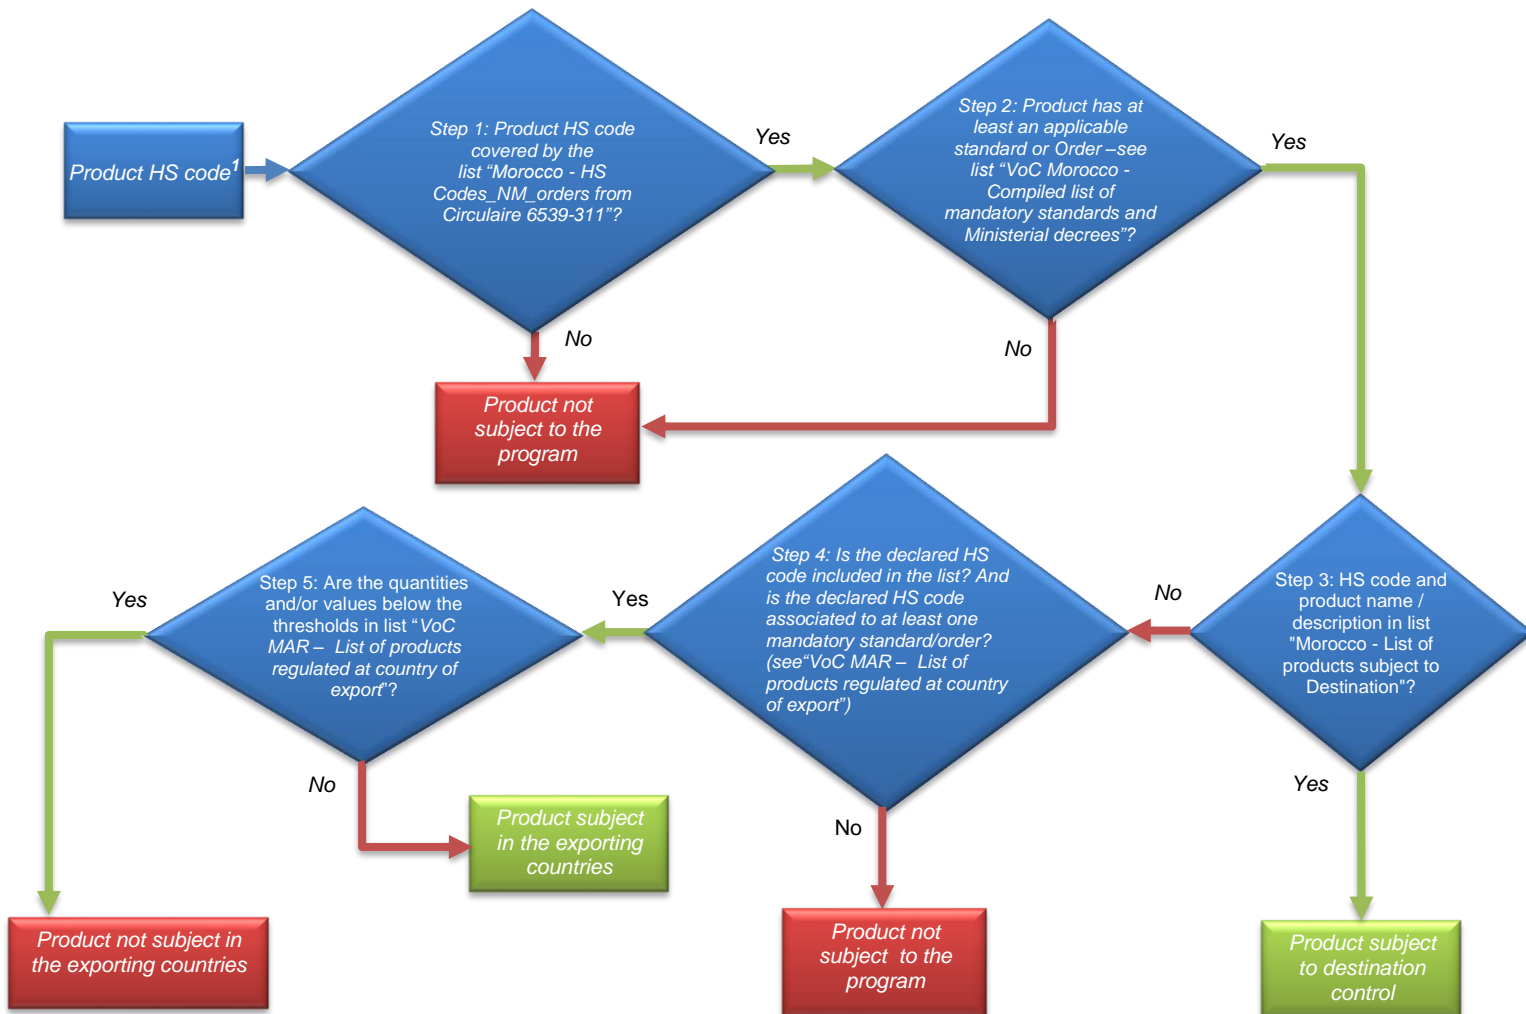 Product HS code1
Step 1: Product HS code
covered by the
list “Morocco - HS
Codes_NM_orders from
Circulaire 6539-311”?
Yes
No
Step 2: Product has at
least an applicable
standard or Order –see
list “VoC Morocco -
Compiled list of
mandatory standards and
Ministerial decrees”?
Yes
No
Product not
subject to the
program
Step 3: HS code and
product name /
description in list
"Morocco - List of
products subject to
Destination"?
No
Yes
Step 4: Is the declared HS
code included in the list? And
is the declared HS code
associated to at least one
mandatory standard/order?
(see“VoC MAR – List of
products regulated at country
of export”)
Yes
No
Step 5: Are the quantities
and/or values below the
thresholds in list “VoC
MAR – List of products
regulated at country of
export”?
Yes
No
Product subject
in the exporting
countries
Product not subject in
the exporting countries
Product not
subject to the
program
Product subject
to destination
control